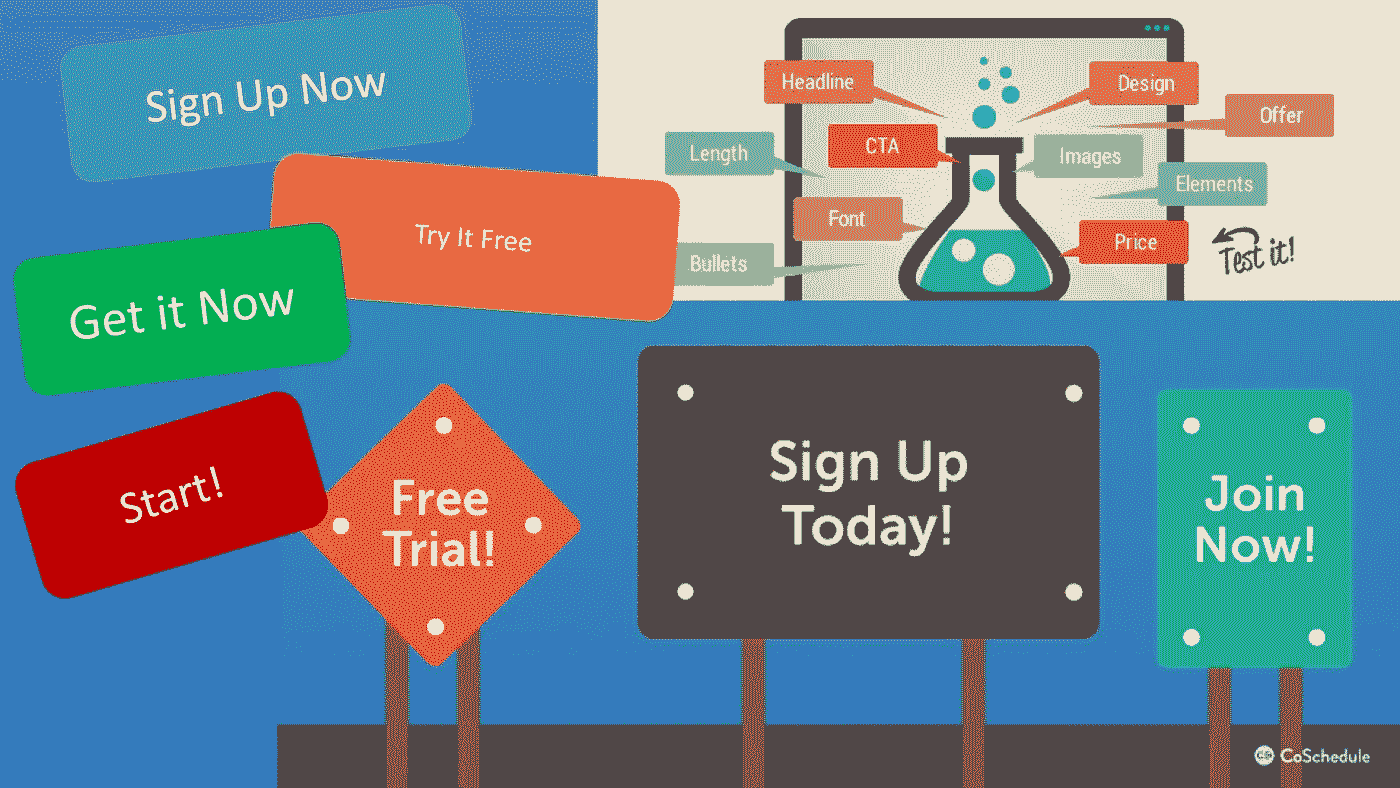 Sign Up Now
Try It Free
Get it Now
Start!
Headline
Design
Offer
CTA
Length
Images
Elements
Font
Price
Bullets
Test it!
Free
Trial!
Sign Up
Today!
Join
Now!
CS CoSchedule